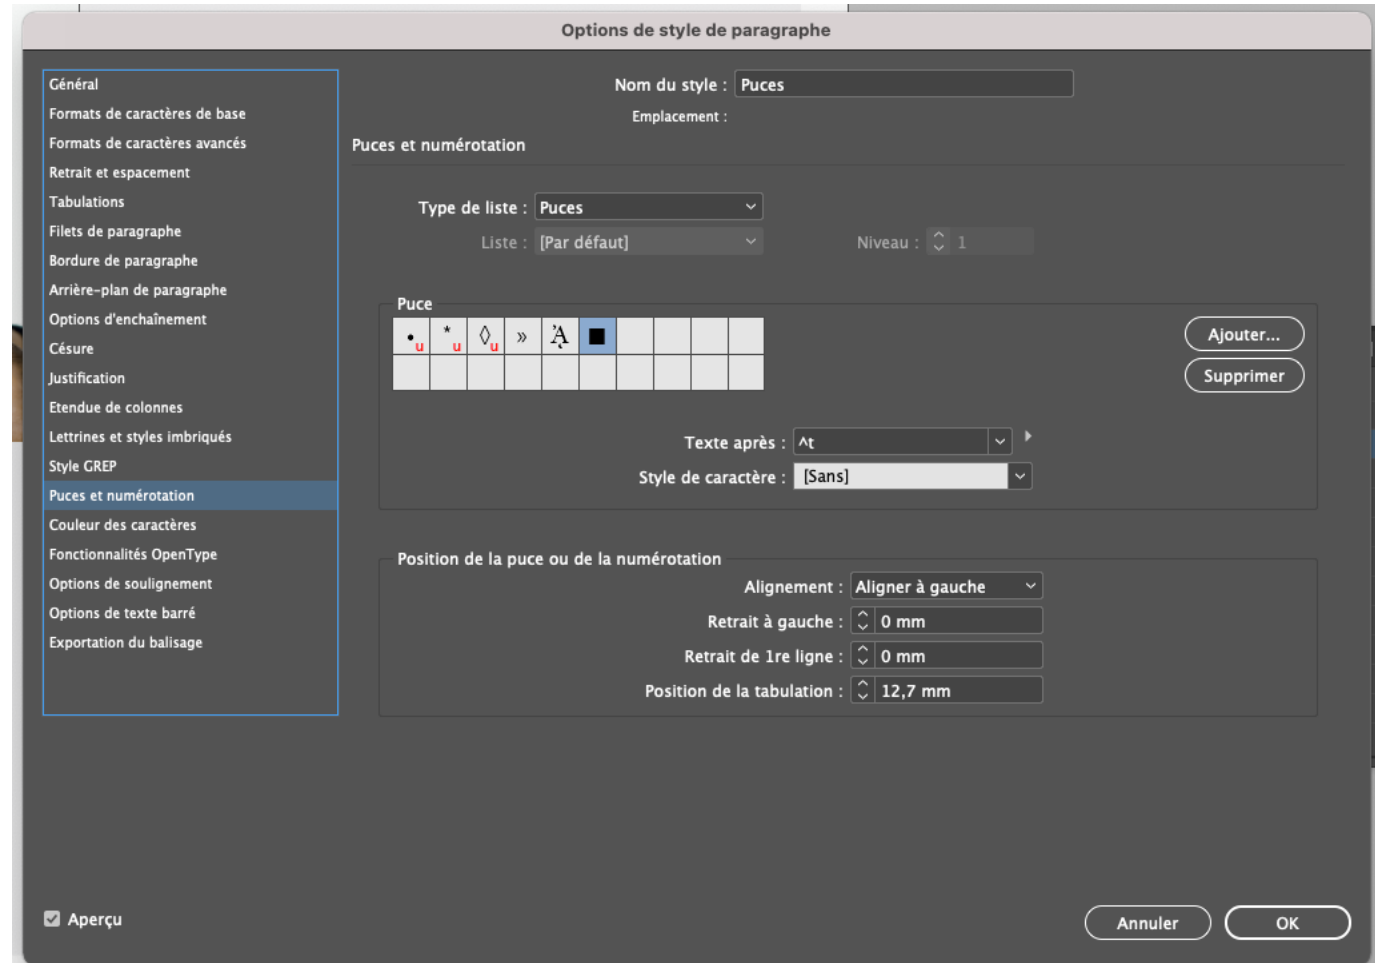 Options de style de paragraphe
Général
Formats de caractères de base
Formats de caractères avancés
Retrait et espacement
Tabulations
Filets de paragraphe
Bordure de paragraphe
Arrière-plan de paragraphe
Options d'enchaînement
Césure
Justification
Etendue de colonnes
Lettrines et styles imbriqués
Style GREP
Puces et numérotation
Couleur des caractères
Fonctionnalités OpenType
Options de soulignement
Options de texte barré
Exportation du balisage
Nom du style : Puces
Emplacement :
Puces et numérotation
Type de liste : Puces
Liste : [Par défaut] Niveau : 1
Puce
•u *u ◊u » ᾌ ■
Ajouter...
Supprimer
Texte après : ^t
Style de caractère : [Sans]
Position de la puce ou de la numérotation
Alignement : Aligner à gauche
Retrait à gauche : 0 mm
Retrait de 1re ligne : 0 mm
Position de la tabulation : 12,7 mm
Aperçu
Annuler OK